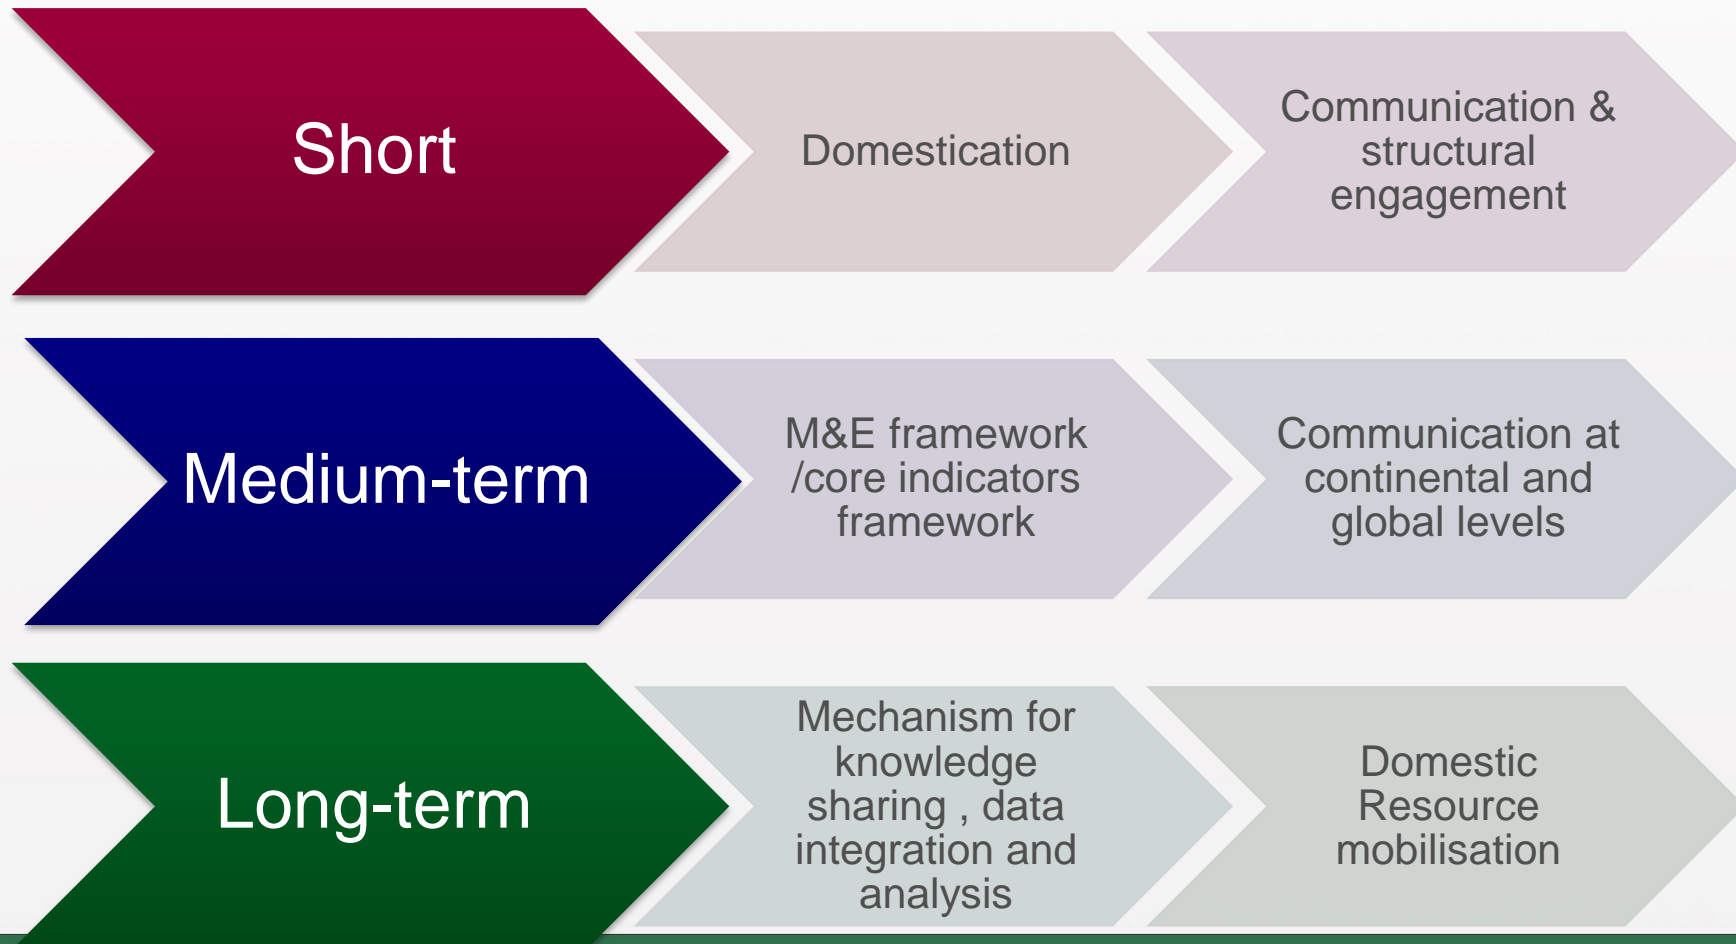 Short
Domestication
Communication &
structural
engagement
Medium-term
M&E framework
/core indicators
framework
Communication at
continental and
global levels
Long-term
Mechanism for
knowledge
sharing , data
integration and
analysis
Domestic
Resource
mobilisation